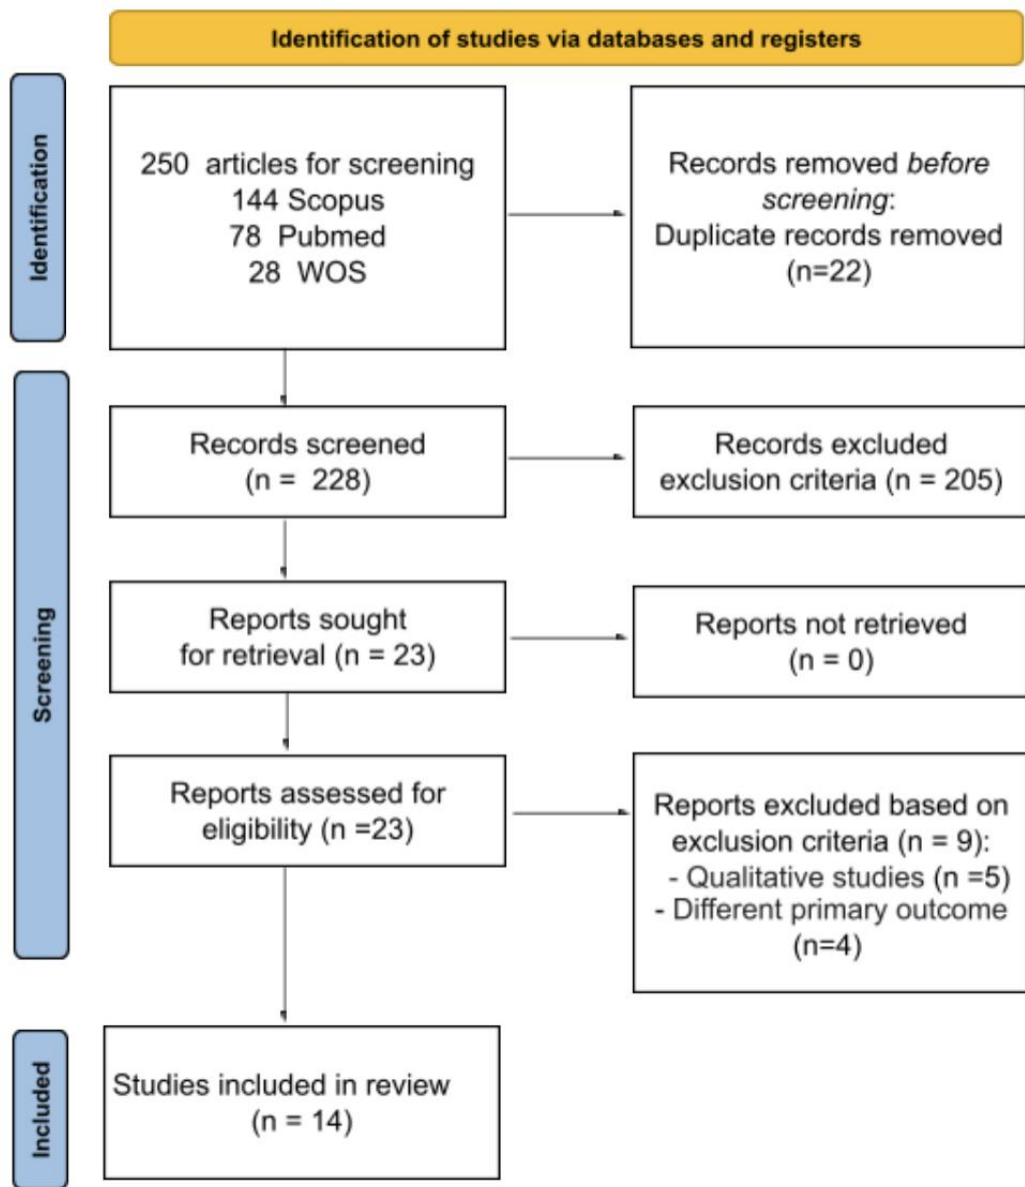 Identification of studies via databases and registers
Identification
250 articles for screening
144 Scopus
78 Pubmed
28 WOS
Records removed before
screening:
Duplicate records removed
(n=22)
Screening
Records screened
(n = 228)
Records excluded
exclusion criteria (n = 205)
Reports sought
for retrieval (n = 23)
Reports not retrieved
(n = 0)
Reports assessed for
eligibility (n =23)
Reports excluded based on
exclusion criteria (n = 9):
- Qualitative studies (n =5)
- Different primary outcome
(n=4)
Included
Studies included in review
(n = 14)